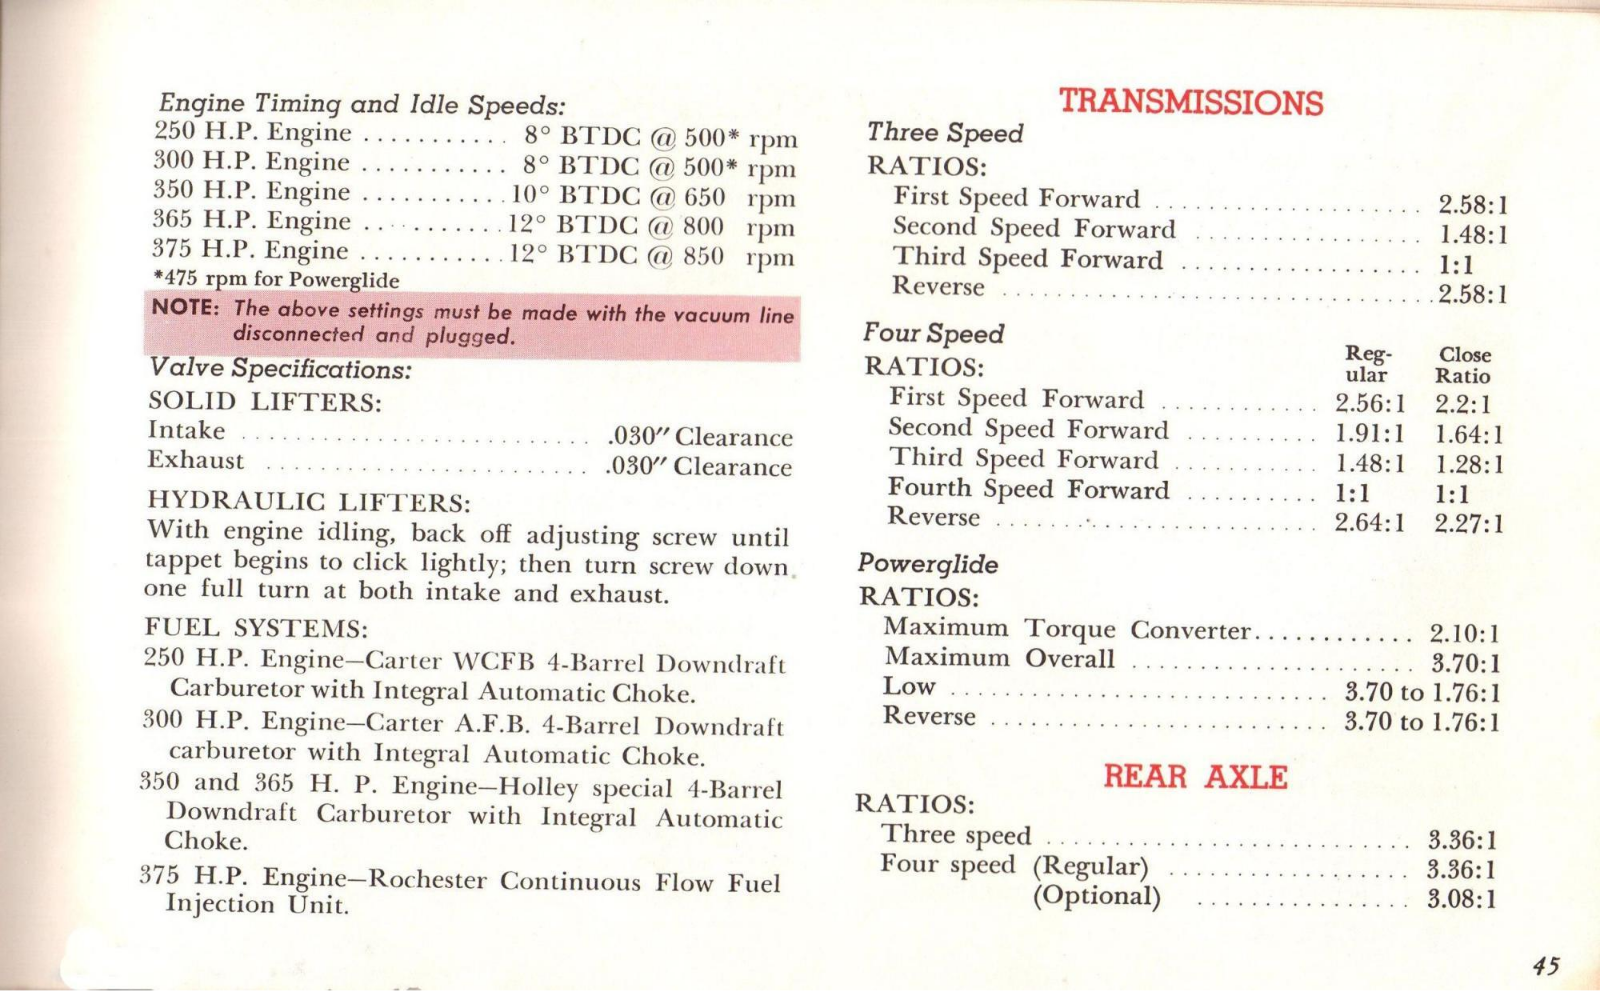 Engine Timing and Idle Speeds:
250 H.P. Engine ........... 8° BTDC @ 500* rpm
300 H.P. Engine ........... 8° BTDC @ 500* rpm
350 H.P. Engine ........... 10° BTDC @ 650 rpm
365 H.P. Engine ........... 12° BTDC @ 800 rpm
375 H.P. Engine ........... 12° BTDC @ 850 rpm
*475 rpm for Powerglide
NOTE: The above settings must be made with the vacuum line
disconnected and plugged.
Valve Specifications:
SOLID LIFTERS:
Intake .......................... .030″ Clearance
Exhaust ........................ .030″ Clearance
HYDRAULIC LIFTERS:
With engine idling, back off adjusting screw until
tappet begins to click lightly; then turn screw down
one full turn at both intake and exhaust.
FUEL SYSTEMS:
250 H.P. Engine—Carter WCFB 4-Barrel Downdraft
Carburetor with Integral Automatic Choke.
300 H.P. Engine—Carter A.F.B. 4-Barrel Downdraft
carburetor with Integral Automatic Choke.
350 and 365 H. P. Engine—Holley special 4-Barrel
Downdraft Carburetor with Integral Automatic
Choke.
375 H.P. Engine—Rochester Continuous Flow Fuel
Injection Unit.
TRANSMISSIONS
Three Speed
RATIOS:
First Speed Forward .................... 2.58:1
Second Speed Forward ................. 1.48:1
Third Speed Forward .................. 1:1
Reverse ................................ 2.58:1
Four Speed
RATIOS:
Reg- Close
ular Ratio
First Speed Forward ............ 2.56:1 2.2:1
Second Speed Forward .......... 1.91:1 1.64:1
Third Speed Forward ........... 1.48:1 1.28:1
Fourth Speed Forward .......... 1:1 1:1
Reverse ........................ 2.64:1 2.27:1
Powerglide
RATIOS:
Maximum Torque Converter............ 2.10:1
Maximum Overall ..................... 3.70:1
Low ............................ 3.70 to 1.76:1
Reverse ......................... 3.70 to 1.76:1
REAR AXLE
RATIOS:
Three speed ........................... 3.36:1
Four speed (Regular) .................. 3.36:1
(Optional) ................ 3.08:1
45